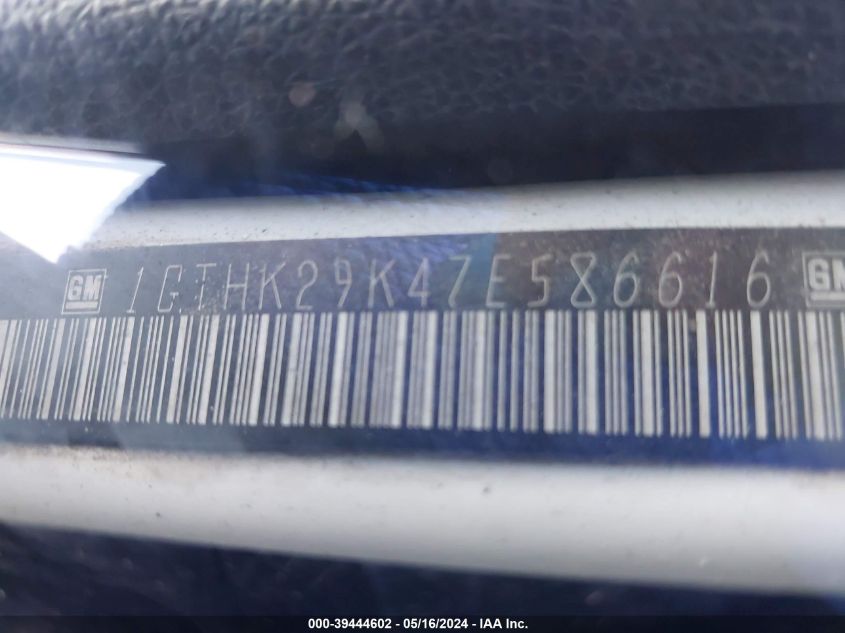 GM 1GTHK29K47E586616 GM
000-39444602 - 05/16/2024 - IAA Inc.